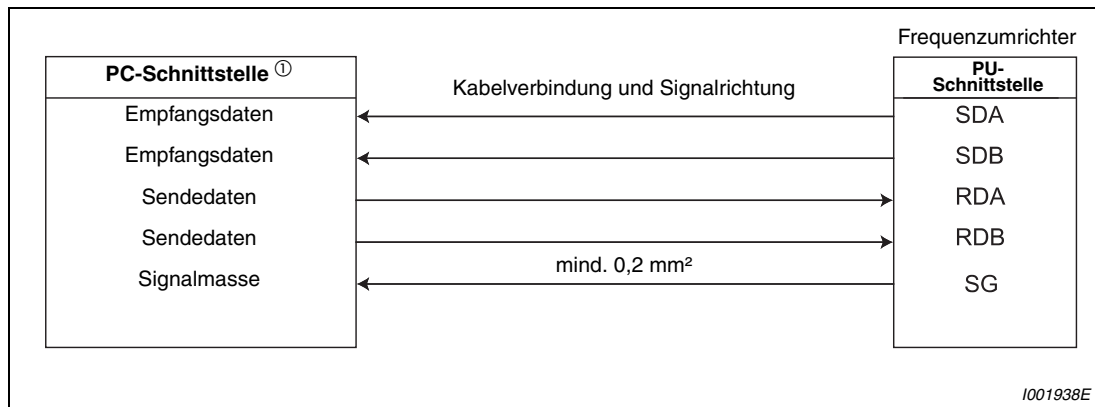 Frequenzumrichter
PC-Schnittstelle ①
Kabelverbindung und Signalrichtung
PU-
Schnittstelle
Empfangsdaten
SDA
Empfangsdaten
SDB
Sendedaten
RDA
Sendedaten
RDB
Signalmasse
mind. 0,2 mm²
SG
I001938E